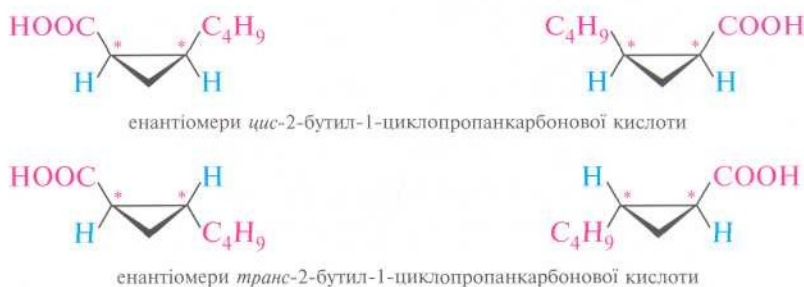 HOOC * * C₄H₉ C₄H₉ * * COOH
H H H H
енантіомери цис-2-бутил-1-циклопропанкарбонової кислоти
HOOC * * H H * * COOH
H C₄H₉ C₄H₉ H
енантіомери транс-2-бутил-1-циклопропанкарбонової кислоти